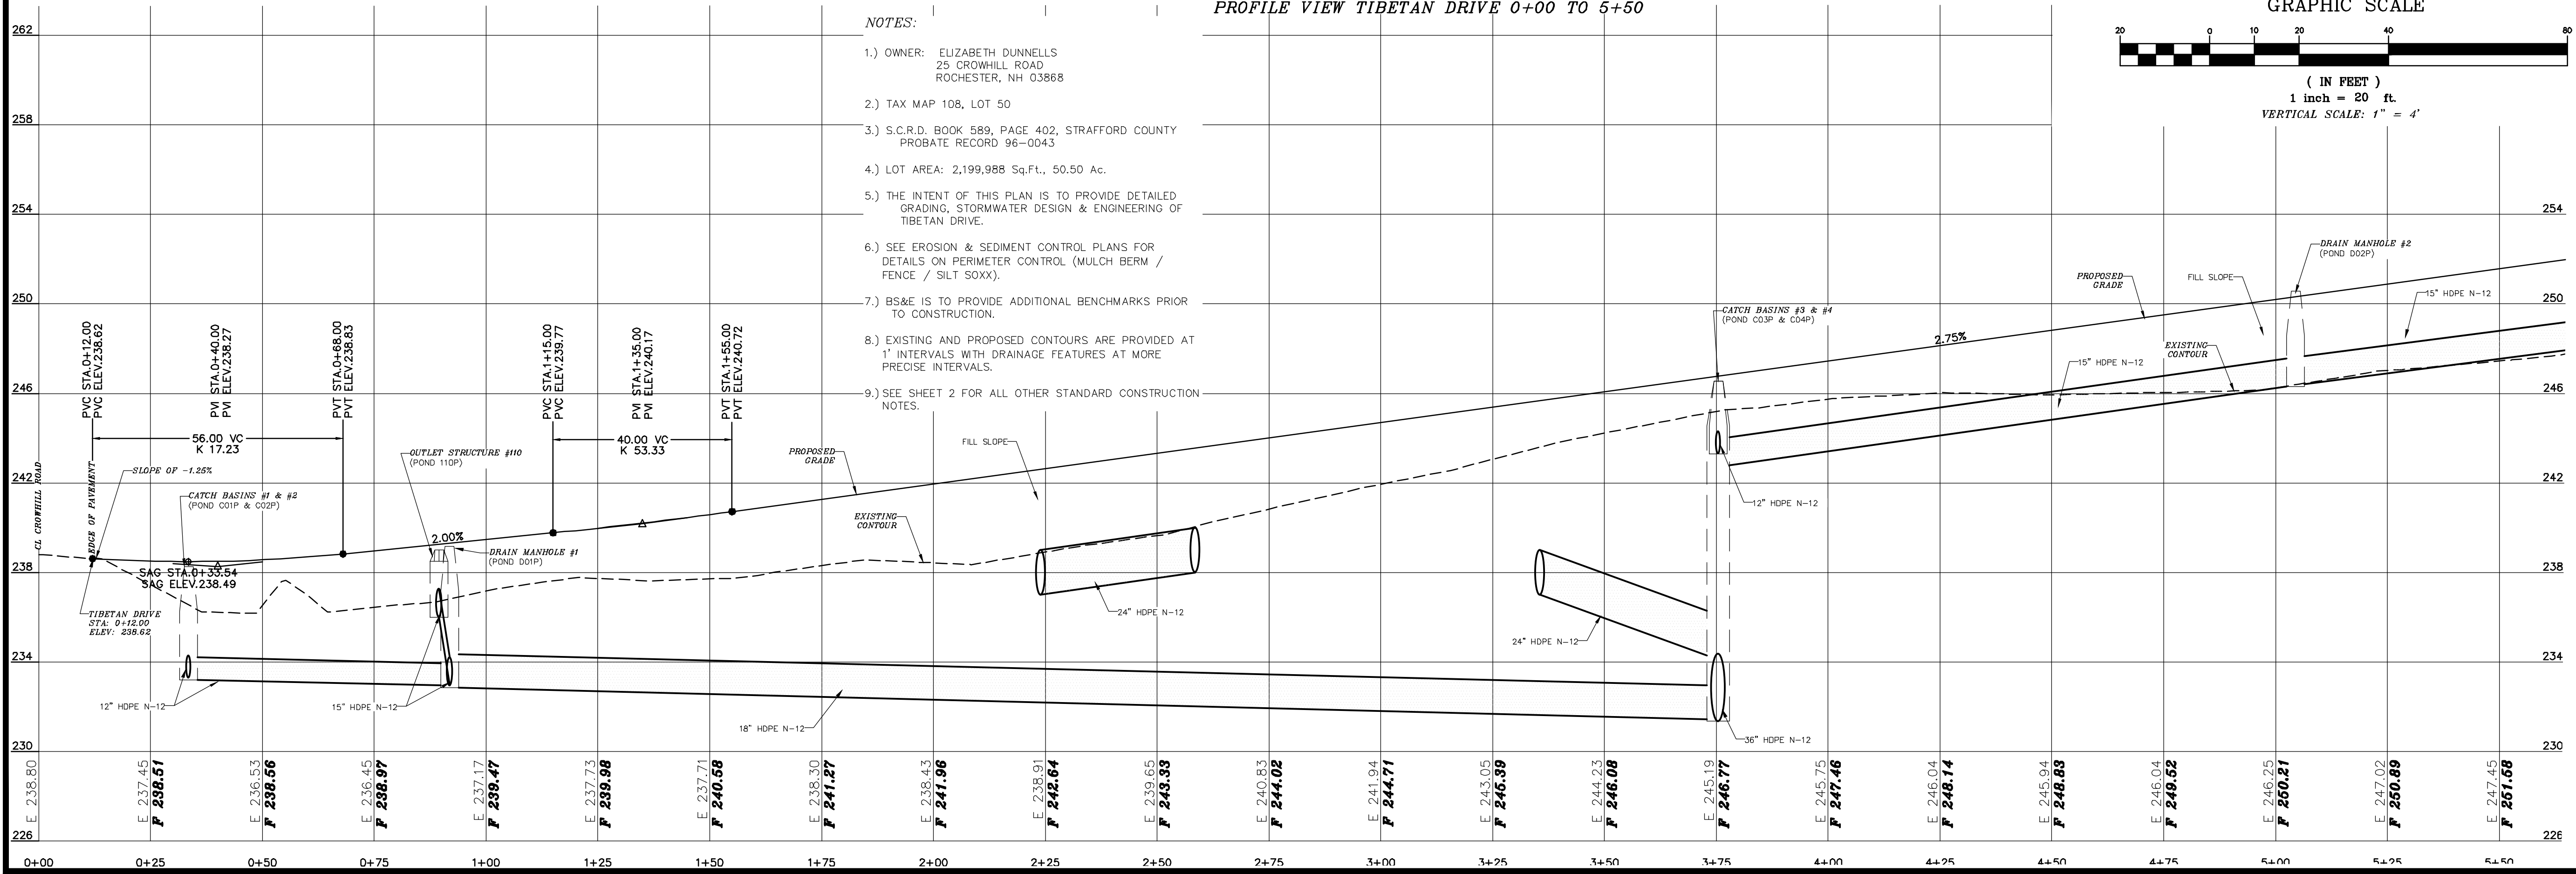 PROFILE VIEW TIBETAN DRIVE 0+00 TO 5+50
GRAPHIC SCALE
20 0 10 20 40 80
( IN FEET )
1 inch = 20 ft.
VERTICAL SCALE: 1" = 4'
NOTES:
1.) OWNER: ELIZABETH DUNNELLS
25 CROWHILL ROAD
ROCHESTER, NH 03868
2.) TAX MAP 108, LOT 50
3.) S.C.R.D. BOOK 589, PAGE 402, STRAFFORD COUNTY
PROBATE RECORD 96-0043
4.) LOT AREA: 2,199,988 Sq.Ft., 50.50 Ac.
5.) THE INTENT OF THIS PLAN IS TO PROVIDE DETAILED
GRADING, STORMWATER DESIGN & ENGINEERING OF
TIBETAN DRIVE.
6.) SEE EROSION & SEDIMENT CONTROL PLANS FOR
DETAILS ON PERIMETER CONTROL (MULCH BERM /
FENCE / SILT SOXX).
7.) BS&E IS TO PROVIDE ADDITIONAL BENCHMARKS PRIOR
TO CONSTRUCTION.
8.) EXISTING AND PROPOSED CONTOURS ARE PROVIDED AT
1' INTERVALS WITH DRAINAGE FEATURES AT MORE
PRECISE INTERVALS.
9.) SEE SHEET 2 FOR ALL OTHER STANDARD CONSTRUCTION
NOTES.
262
258
254
250
246
242
238
234
230
226
254
250
246
242
238
234
230
226
CL CROWHILL ROAD
EDGE OF PAVEMENT
PVC STA.0+12.00
PVC ELEV.238.62
PVI STA.0+40.00
PVI ELEV.238.27
PVT STA.0+68.00
PVT ELEV.238.83
56.00 VC
K 17.23
SLOPE OF -1.25%
CATCH BASINS #1 & #2
(POND C01P & C02P)
SAG STA.0+33.54
SAG ELEV.238.49
TIBETAN DRIVE
STA: 0+12.00
ELEV: 238.62
12" HDPE N-12
PVC STA.1+15.00
PVC ELEV.239.77
PVI STA.1+35.00
PVI ELEV.240.17
PVT STA.1+55.00
PVT ELEV.240.72
40.00 VC
K 53.33
OUTLET STRUCTURE #110
(POND 110P)
2.00%
DRAIN MANHOLE #1
(POND D01P)
15" HDPE N-12
PROPOSED
GRADE
EXISTING
CONTOUR
18" HDPE N-12
FILL SLOPE
24" HDPE N-12
24" HDPE N-12
CATCH BASINS #3 & #4
(POND C03P & C04P)
12" HDPE N-12
36" HDPE N-12
2.75%
15" HDPE N-12
PROPOSED
GRADE
EXISTING
CONTOUR
FILL SLOPE
DRAIN MANHOLE #2
(POND D02P)
15" HDPE N-12
E 238.80
E 237.45
F 238.51
E 236.53
F 238.56
E 236.45
F 238.97
E 237.17
F 239.47
E 237.73
F 239.98
E 237.71
F 240.58
E 238.30
F 241.27
E 238.43
F 241.96
E 238.91
F 242.64
E 239.65
F 243.33
E 240.83
F 244.02
E 241.94
F 244.71
E 243.05
F 245.39
E 244.23
F 246.08
E 245.19
F 246.77
E 245.75
F 247.46
E 246.04
F 248.14
E 245.94
F 248.83
E 246.04
F 249.52
E 246.25
F 250.21
E 247.02
F 250.89
E 247.45
F 251.58
0+00 0+25 0+50 0+75 1+00 1+25 1+50 1+75 2+00 2+25 2+50 2+75 3+00 3+25 3+50 3+75 4+00 4+25 4+50 4+75 5+00 5+25 5+50